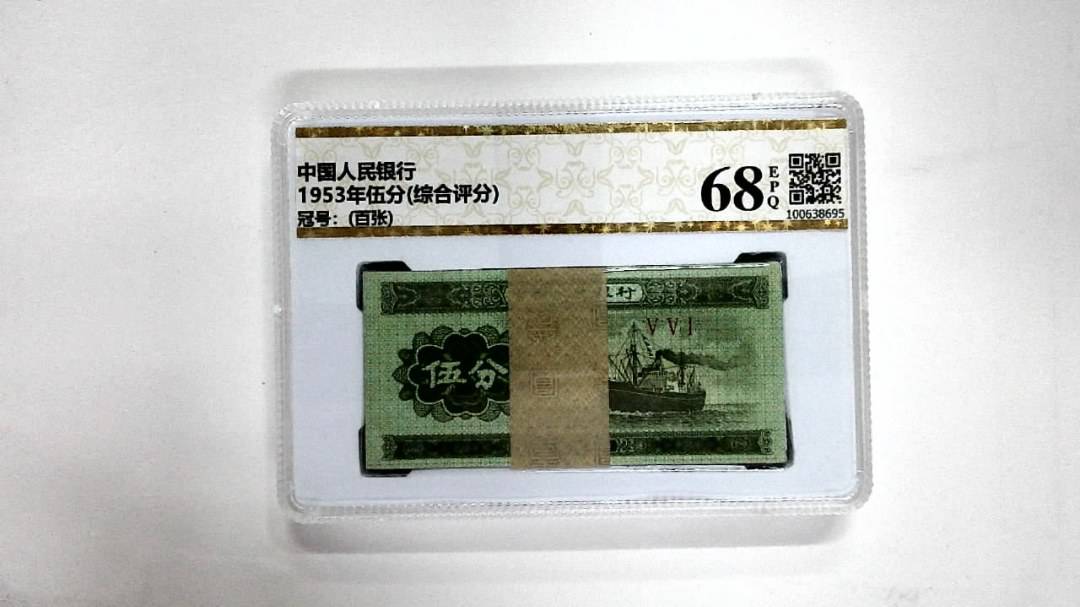 中国人民银行
1953年伍分(综合评分)
冠号：(百张)
68
EPQ
100638695
行
VVI
伍分